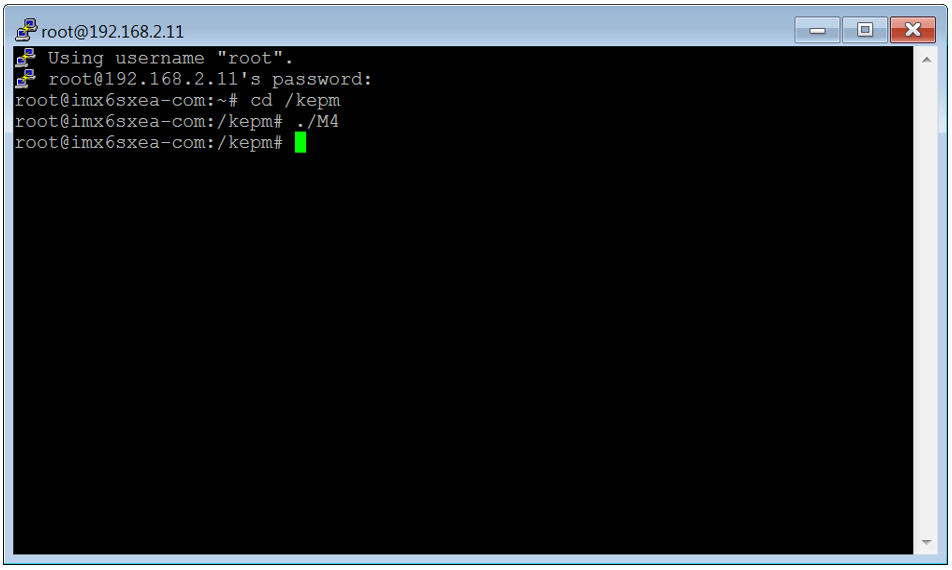 root@192.168.2.11
Using username "root".
root@192.168.2.11's password:
root@imx6sxea-com:~# cd /kepm
root@imx6sxea-com:/kepm# ./M4
root@imx6sxea-com:/kepm#